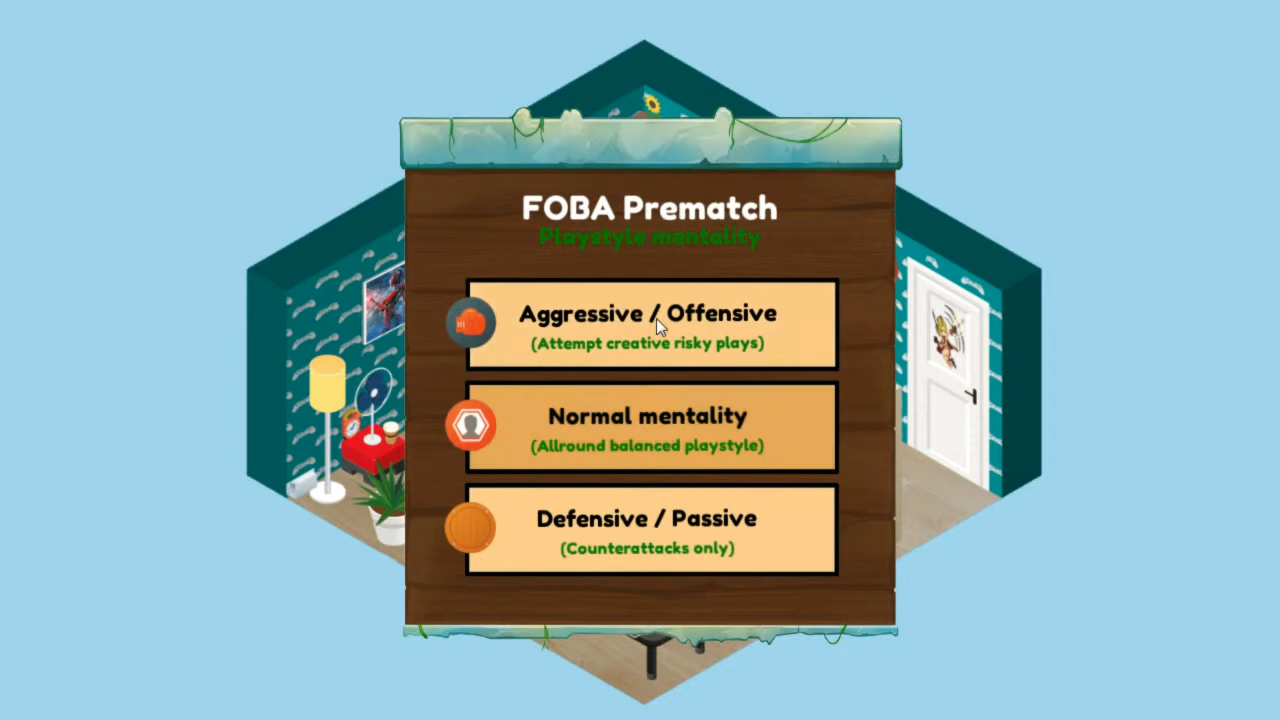 FOBA Prematch
Playstyle mentality
Aggressive / Offensive
(Attempt creative risky plays)
Normal mentality
(Allround balanced playstyle)
Defensive / Passive
(Counterattacks only)